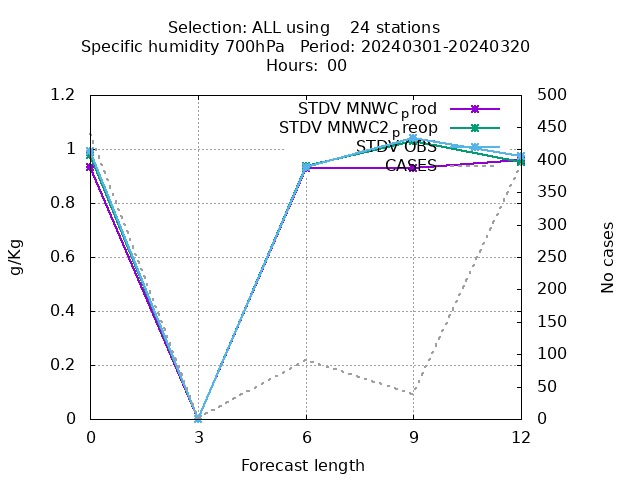 Selection: ALL using 24 stations
Specific humidity 700hPa Period: 20240301-20240320
Hours: 00
STDV MNWC_prod
STDV MNWC2_preop
STDV OBS
CASES
1.2
1
0.8
0.6
0.4
0.2
0
500
450
400
350
300
250
200
150
100
50
0
g/Kg
No cases
0 3 6 9 12
Forecast length